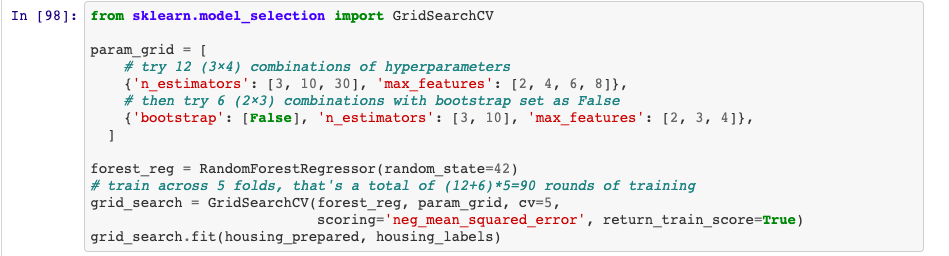 In [98]: from sklearn.model_selection import GridSearchCV

param_grid = [
    # try 12 (3×4) combinations of hyperparameters
    {'n_estimators': [3, 10, 30], 'max_features': [2, 4, 6, 8]},
    # then try 6 (2×3) combinations with bootstrap set as False
    {'bootstrap': [False], 'n_estimators': [3, 10], 'max_features': [2, 3, 4]},
  ]

forest_reg = RandomForestRegressor(random_state=42)
# train across 5 folds, that's a total of (12+6)*5=90 rounds of training
grid_search = GridSearchCV(forest_reg, param_grid, cv=5,
                           scoring='neg_mean_squared_error', return_train_score=True)
grid_search.fit(housing_prepared, housing_labels)